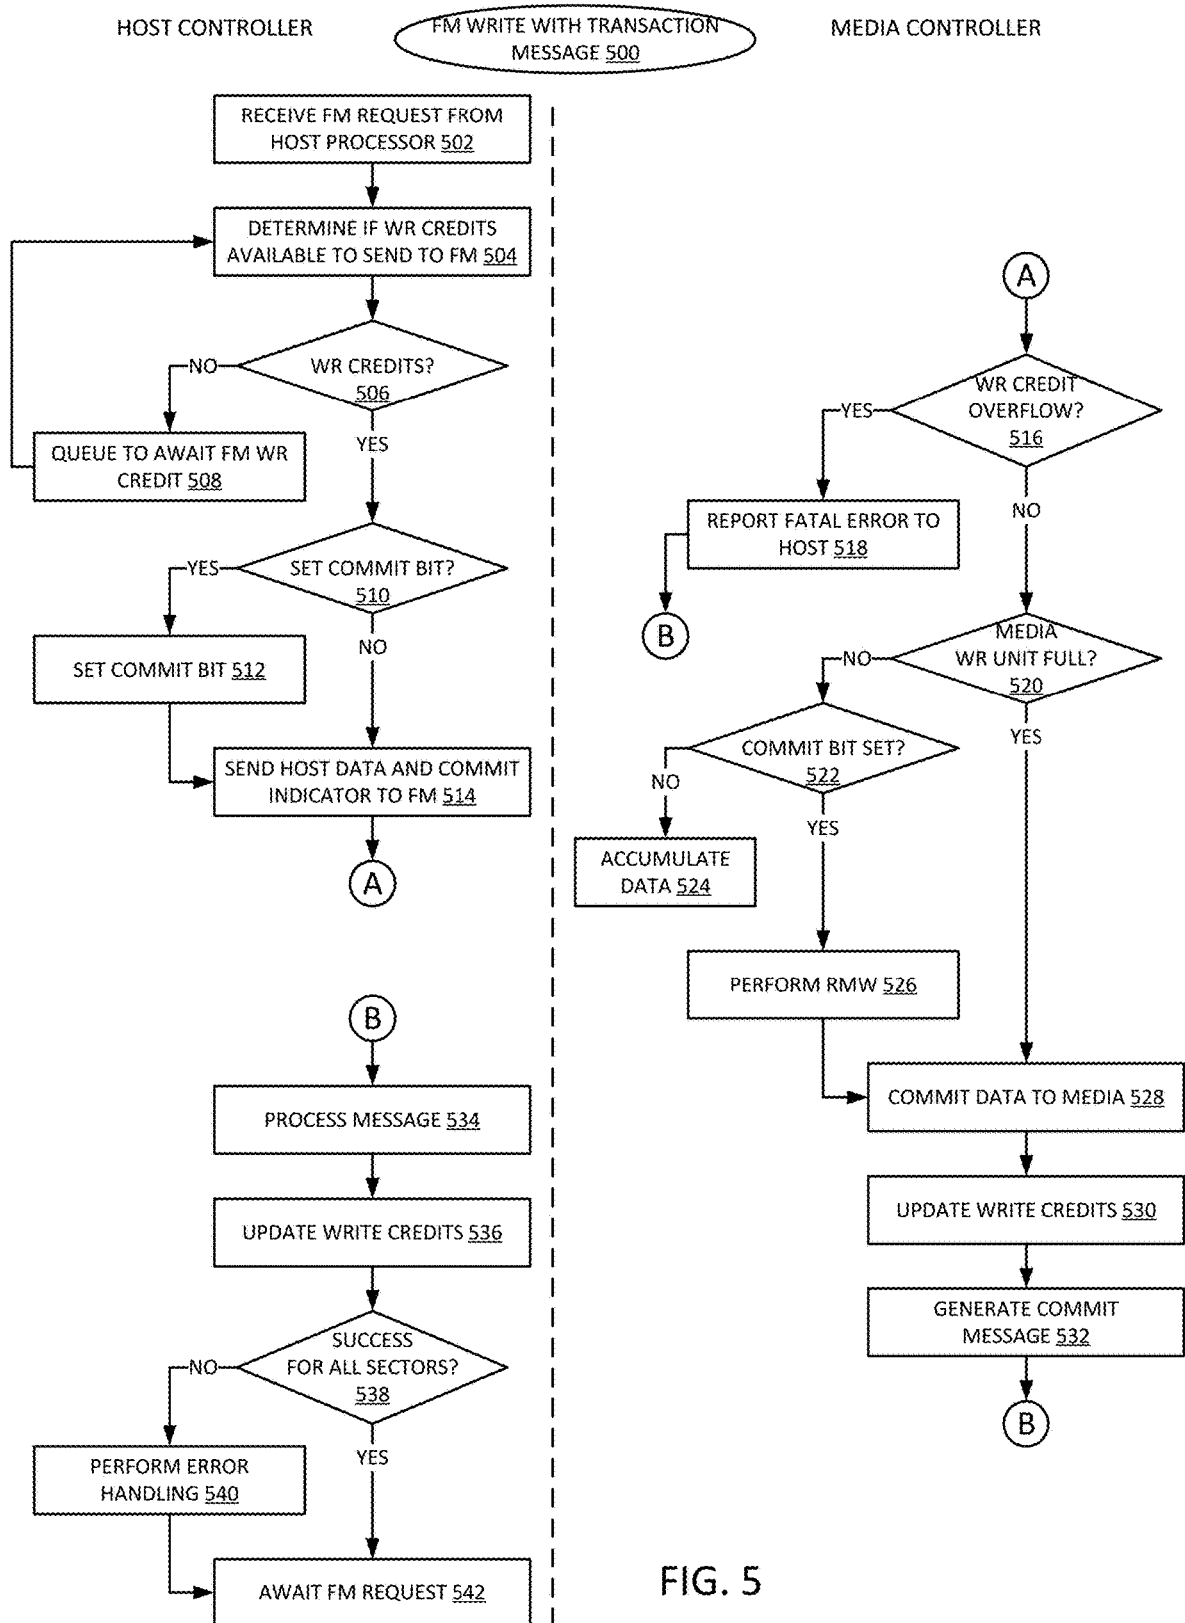 HOST CONTROLLER
FM WRITE WITH TRANSACTION
MESSAGE 500
MEDIA CONTROLLER
RECEIVE FM REQUEST FROM
HOST PROCESSOR 502
DETERMINE IF WR CREDITS
AVAILABLE TO SEND TO FM 504
WR CREDITS?
506
NO
YES
QUEUE TO AWAIT FM WR
CREDIT 508
SET COMMIT BIT?
510
YES
NO
SET COMMIT BIT 512
SEND HOST DATA AND COMMIT
INDICATOR TO FM 514
A
B
PROCESS MESSAGE 534
UPDATE WRITE CREDITS 536
SUCCESS
FOR ALL SECTORS?
538
NO
YES
PERFORM ERROR
HANDLING 540
AWAIT FM REQUEST 542
A
WR CREDIT
OVERFLOW?
516
YES
NO
REPORT FATAL ERROR TO
HOST 518
B
MEDIA
WR UNIT FULL?
520
NO
YES
COMMIT BIT SET?
522
NO
YES
ACCUMULATE
DATA 524
PERFORM RMW 526
COMMIT DATA TO MEDIA 528
UPDATE WRITE CREDITS 530
GENERATE COMMIT
MESSAGE 532
B
FIG. 5